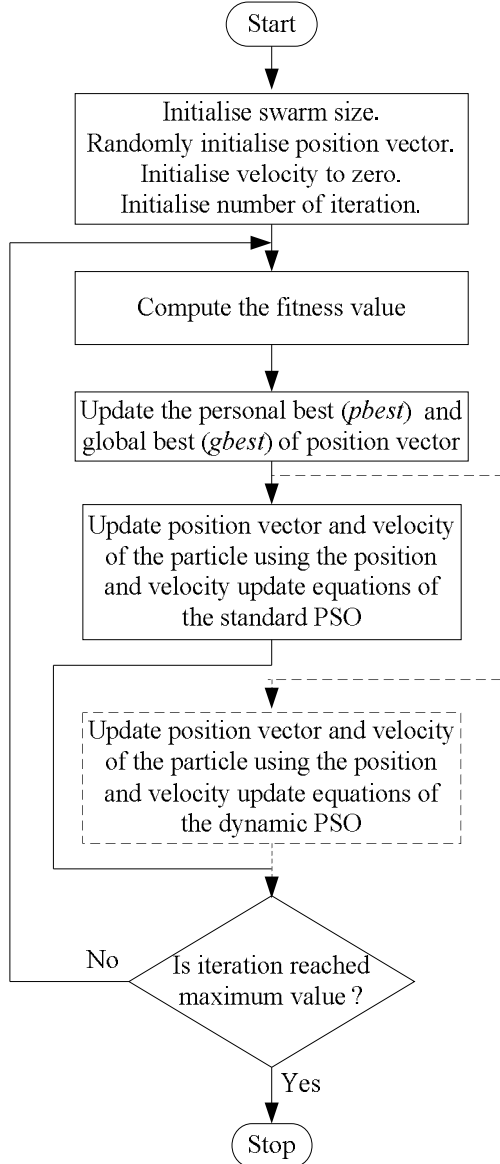 Start
Initialise swarm size.
Randomly initialise position vector.
Initialise velocity to zero.
Initialise number of iteration.
Compute the fitness value
Update the personal best (pbest) and
global best (gbest) of position vector
Update position vector and velocity
of the particle using the position
and velocity update equations of
the standard PSO
Update position vector and velocity
of the particle using the position
and velocity update equations of
the dynamic PSO
No
Is iteration reached
maximum value ?
Yes
Stop